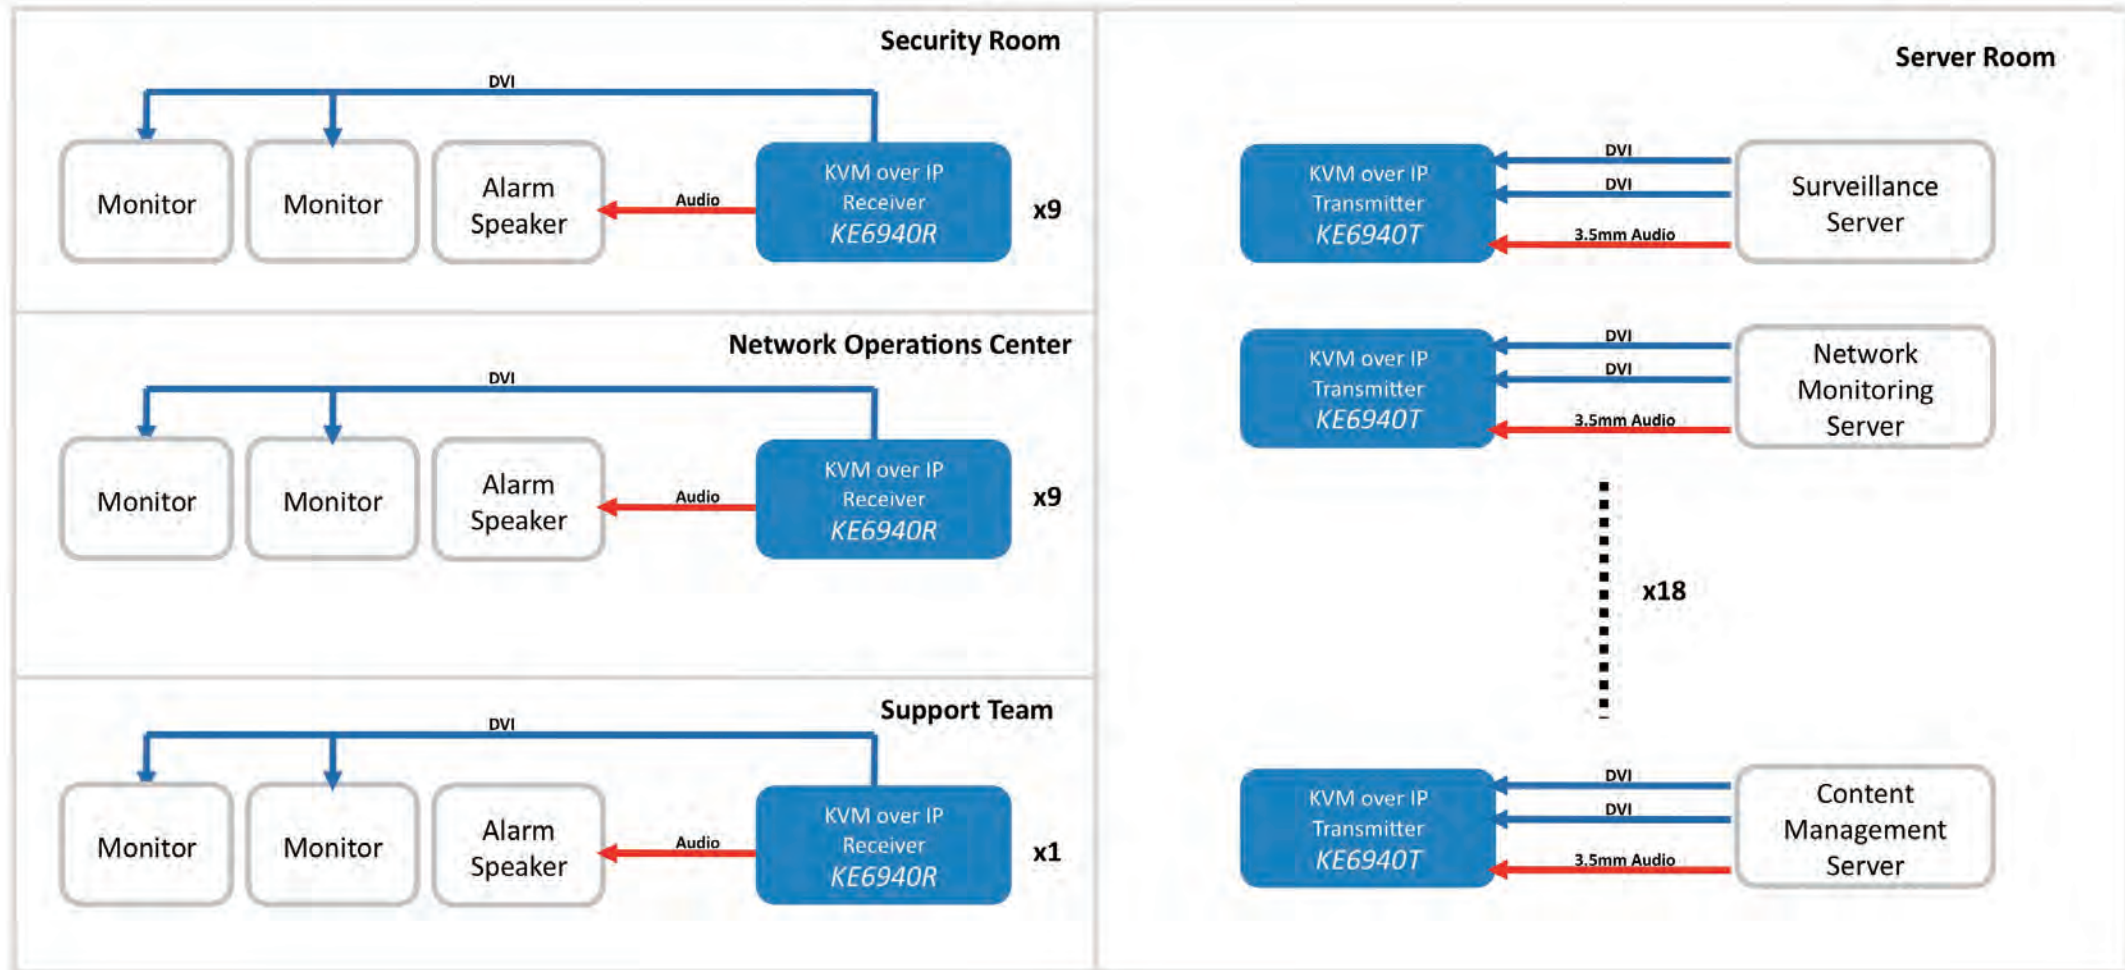 Security Room
DVI
Monitor
Monitor
Alarm
Speaker
Audio
KVM over IP
Receiver
KE6940R
x9
Network Operations Center
DVI
Monitor
Monitor
Alarm
Speaker
Audio
KVM over IP
Receiver
KE6940R
x9
Support Team
DVI
Monitor
Monitor
Alarm
Speaker
Audio
KVM over IP
Receiver
KE6940R
x1
Server Room
KVM over IP
Transmitter
KE6940T
DVI
DVI
3.5mm Audio
Surveillance
Server
KVM over IP
Transmitter
KE6940T
DVI
DVI
3.5mm Audio
Network
Monitoring
Server
x18
KVM over IP
Transmitter
KE6940T
DVI
DVI
3.5mm Audio
Content
Management
Server